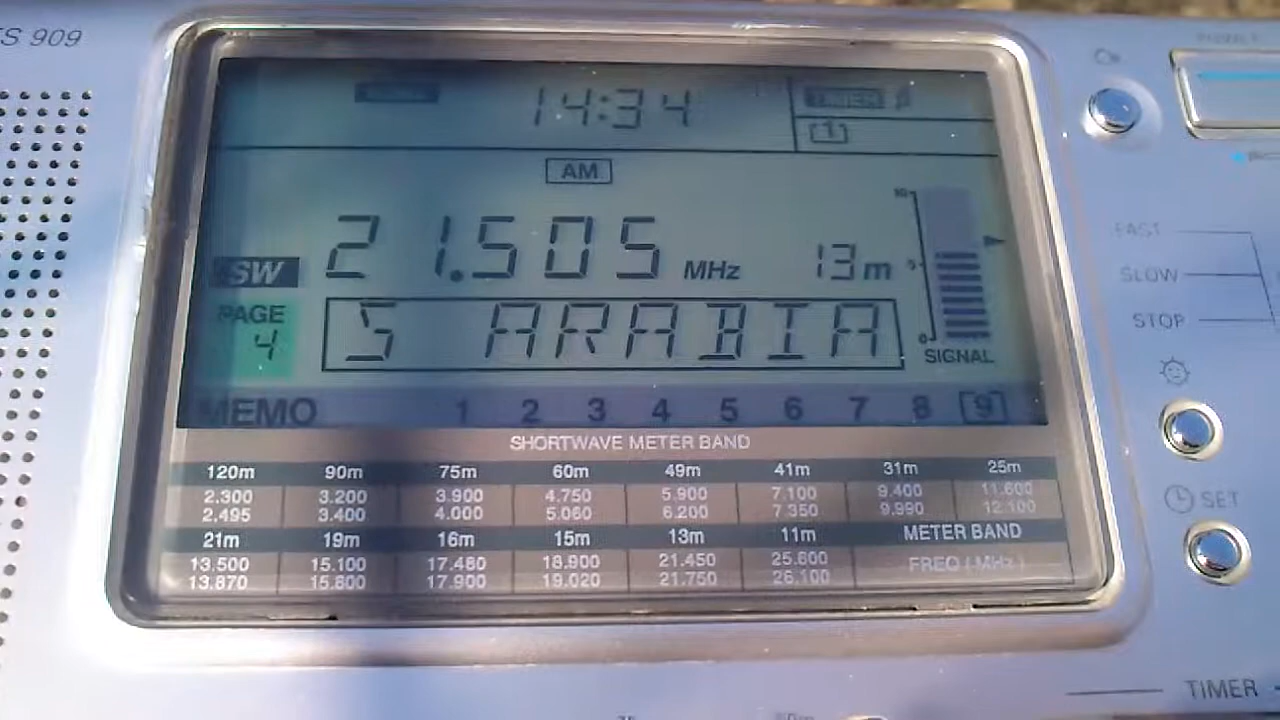 S 909
14:34
TIMER
[1]
AM
21.505 MHz 13m
SW
10
5
0
SIGNAL
PAGE
4
S ARABIA
MEMO 1 2 3 4 5 6 7 8 [9]
SHORTWAVE METER BAND
120m 90m 75m 60m 49m 41m 31m 25m
2.300 3.200 3.900 4.750 5.900 7.100 9.400 11.600
2.495 3.400 4.000 5.060 6.200 7.350 9.990 12.100
21m 19m 16m 15m 13m 11m METER BAND
13.500 15.100 17.480 18.900 21.450 25.600 FREQ (MHz)
13.870 15.800 17.900 19.020 21.750 26.100
FAST
SLOW
STOP
SET
TIMER